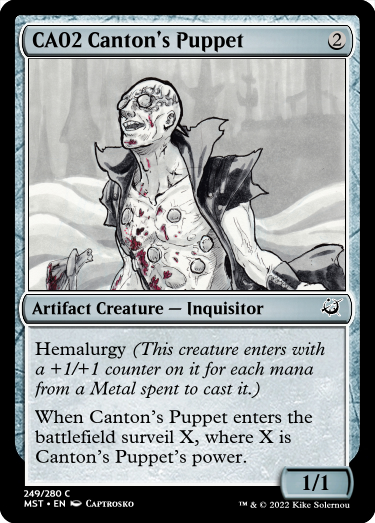 CA02 Canton's Puppet 2
Artifact Creature — Inquisitor
Hemalurgy (This creature enters with
a +1/+1 counter on it for each mana
from a Metal spent to cast it.)
When Canton's Puppet enters the
battlefield surveil X, where X is
Canton's Puppet's power.
1/1
249/280 C
MST • EN Captrosko
™ & © 2022 Kike Solernou